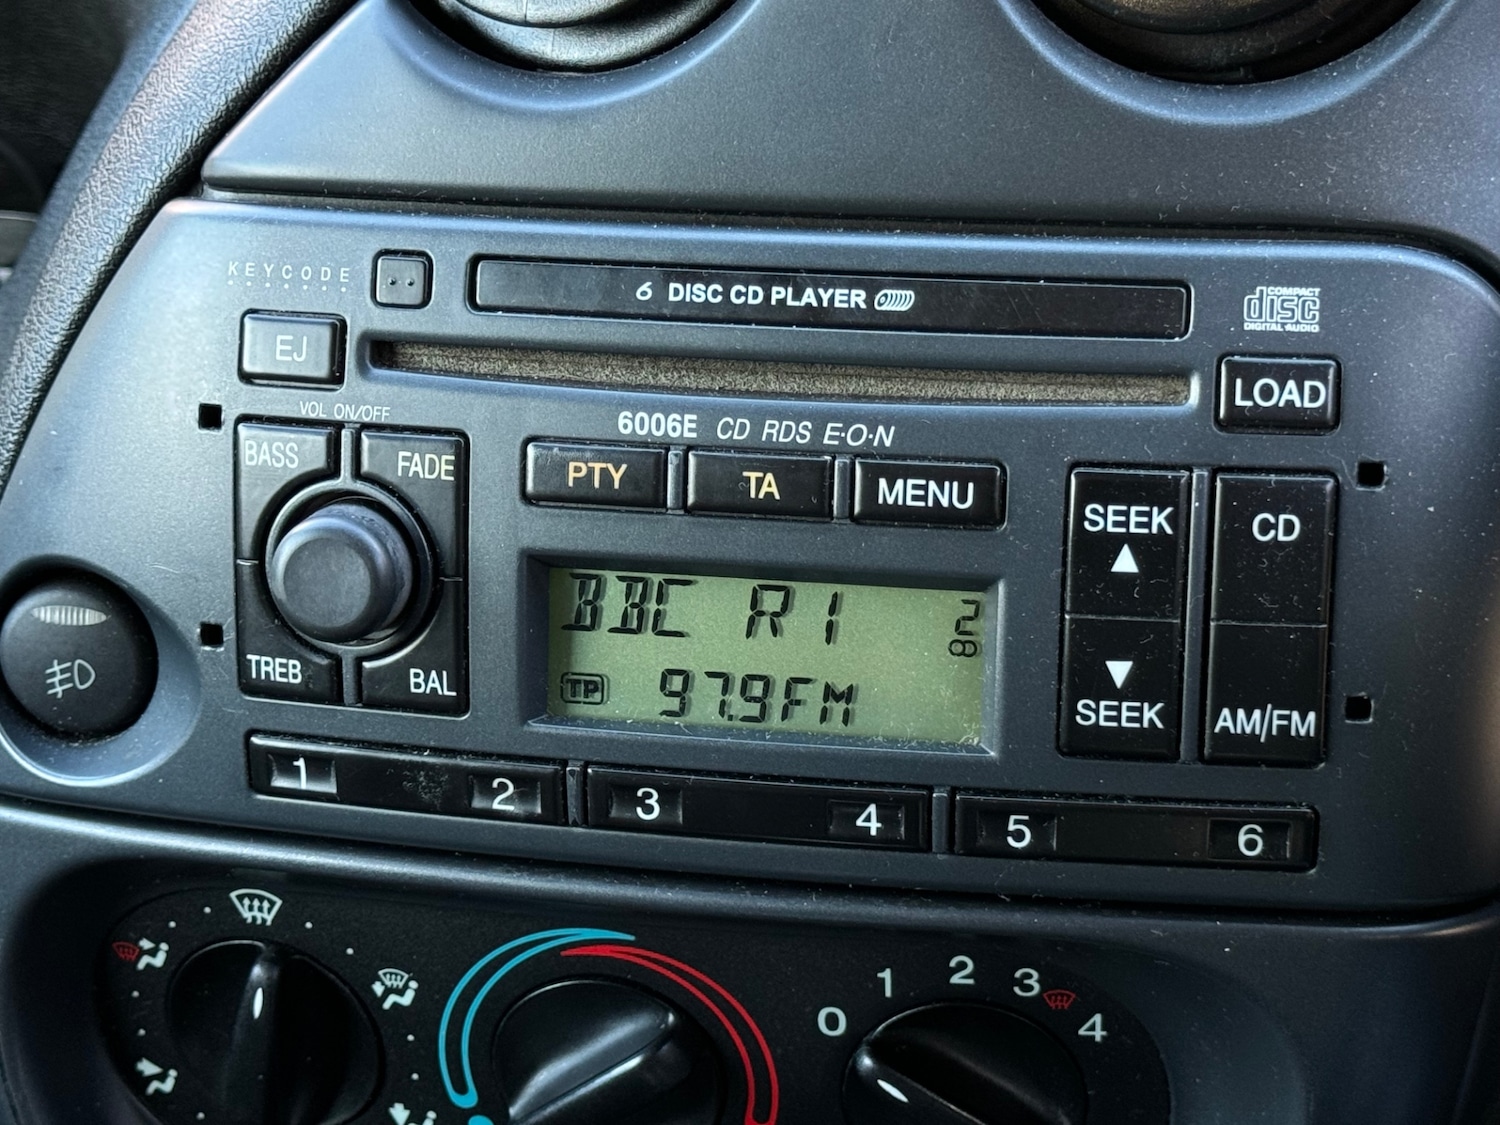 KEYCODE
6 DISC CD PLAYER
COMPACT
disc
DIGITAL AUDIO
EJ
LOAD
VOL ON/OFF
6006E CD RDS E·O·N
BASS
FADE
PTY
TA
MENU
SEEK
CD
BBC R1
2
8
TP
97.9FM
TREB
BAL
SEEK
AM/FM
1
2
3
4
5
6
0
1
2
3
4